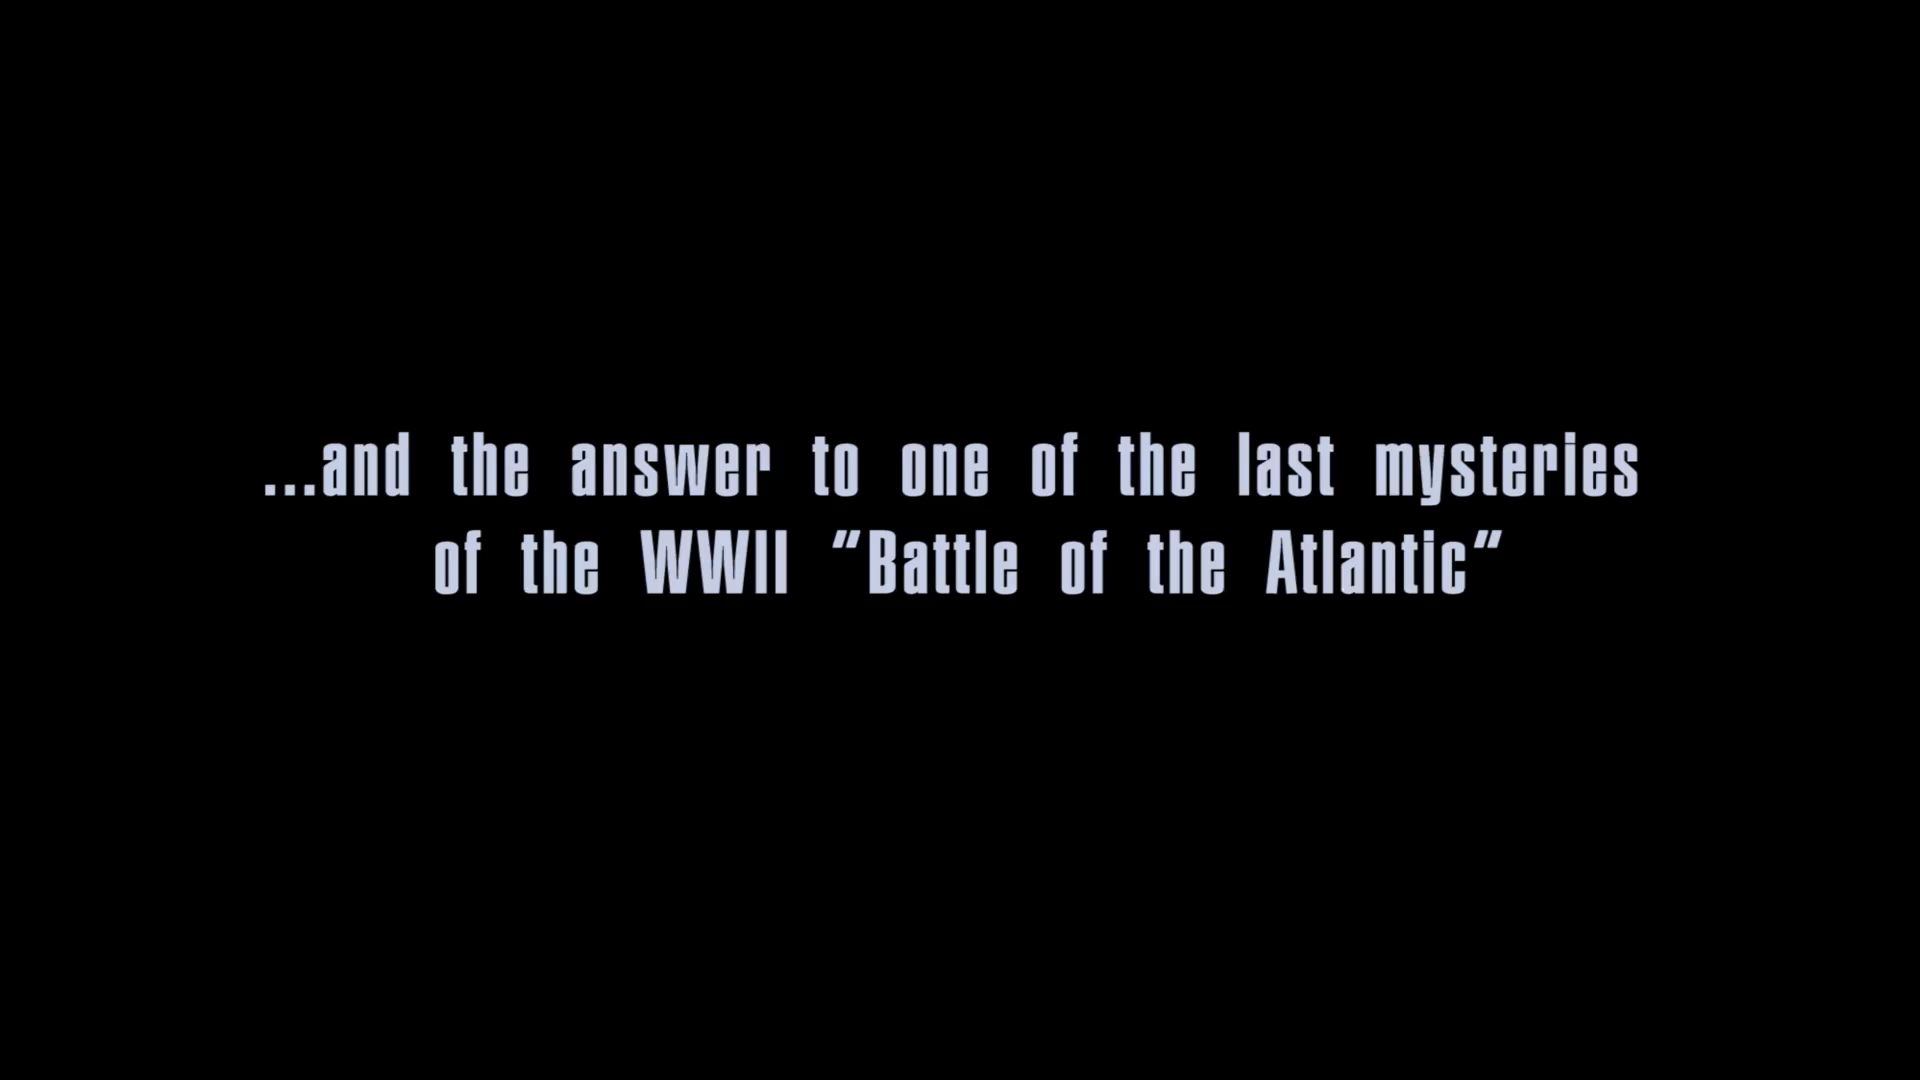 ...and the answer to one of the last mysteries
of the WWII “Battle of the Atlantic”